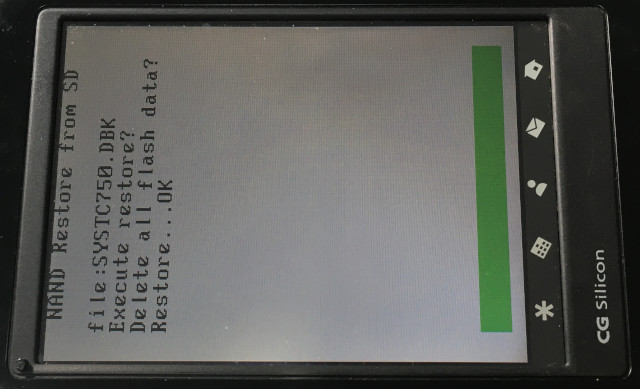 NAND Restore from SD
file:SYSTC750.DBK
Execute restore?
Delete all flash data?
Restore...OK
CG Silicon